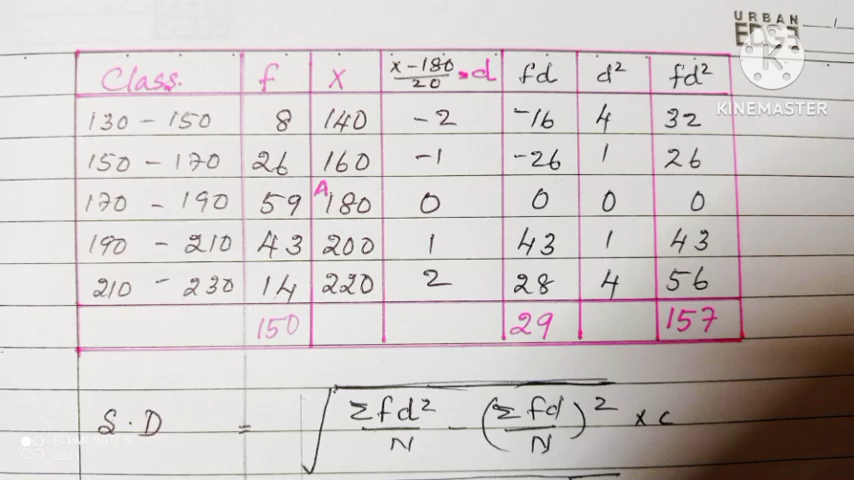 URBAN
EDGE
K
KINEMASTER
Class. f x x - 180 / 20 = d fd d² fd²
130 - 150 8 140 -2 -16 4 32
150 - 170 26 160 -1 -26 1 26
170 - 190 59 A 180 0 0 0 0
190 - 210 43 200 1 43 1 43
210 - 230 14 220 2 28 4 56
150 29 157
S.D = √ Σfd² / N - (Σfd / N)² × C